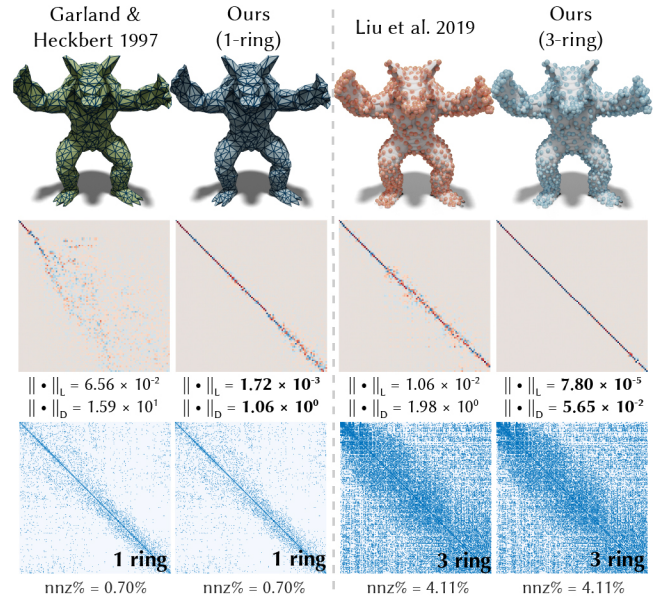 Garland &
Heckbert 1997
Ours
(1-ring)
Liu et al. 2019
Ours
(3-ring)
|| • ||L = 6.56 × 10⁻²
|| • ||D = 1.59 × 10¹
|| • ||L = 1.72 × 10⁻³
|| • ||D = 1.06 × 10⁰
|| • ||L = 1.06 × 10⁻²
|| • ||D = 1.98 × 10⁰
|| • ||L = 7.80 × 10⁻⁵
|| • ||D = 5.65 × 10⁻²
1 ring
1 ring
3 ring
3 ring
nnz% = 0.70%
nnz% = 0.70%
nnz% = 4.11%
nnz% = 4.11%